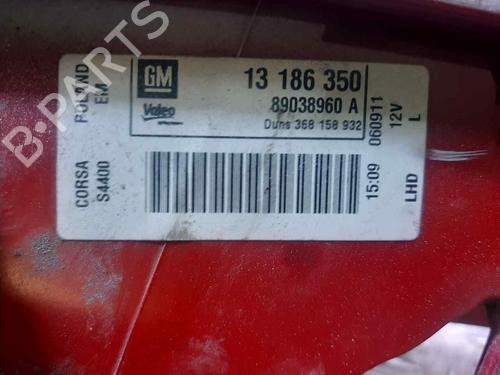 GM
13 186 350
Valeo
89038960 A
Duns 368 158 932
POLAND
EM
CORSA
S4400
060911
15:09
12V
L
LHD
B-PARTS